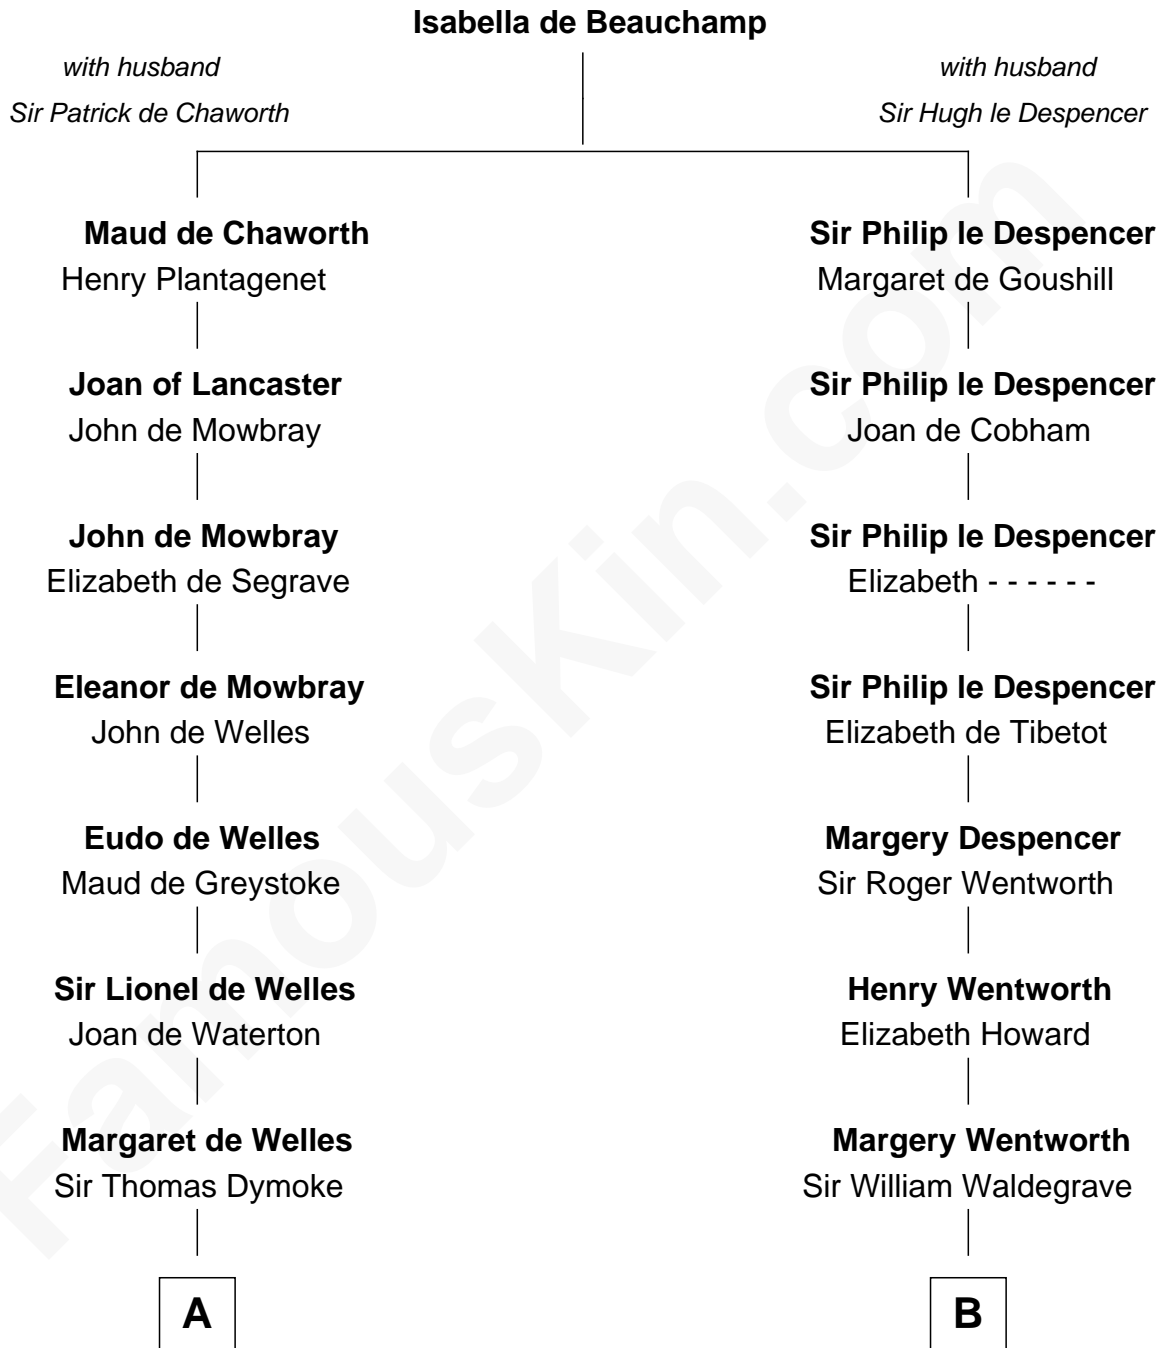 Isabella de Beauchamp
with husband
Sir Patrick de Chaworth
with husband
Sir Hugh le Despencer
Maud de Chaworth
Henry Plantagenet
Sir Philip le Despencer
Margaret de Goushill
Joan of Lancaster
John de Mowbray
Sir Philip le Despencer
Joan de Cobham
John de Mowbray
Elizabeth de Segrave
Sir Philip le Despencer
Elizabeth - - - - - -
Eleanor de Mowbray
John de Welles
Sir Philip le Despencer
Elizabeth de Tibetot
Eudo de Welles
Maud de Greystoke
Margery Despencer
Sir Roger Wentworth
Sir Lionel de Welles
Joan de Waterton
Henry Wentworth
Elizabeth Howard
Margaret de Welles
Sir Thomas Dymoke
Margery Wentworth
Sir William Waldegrave
A
B
FamousKin.com